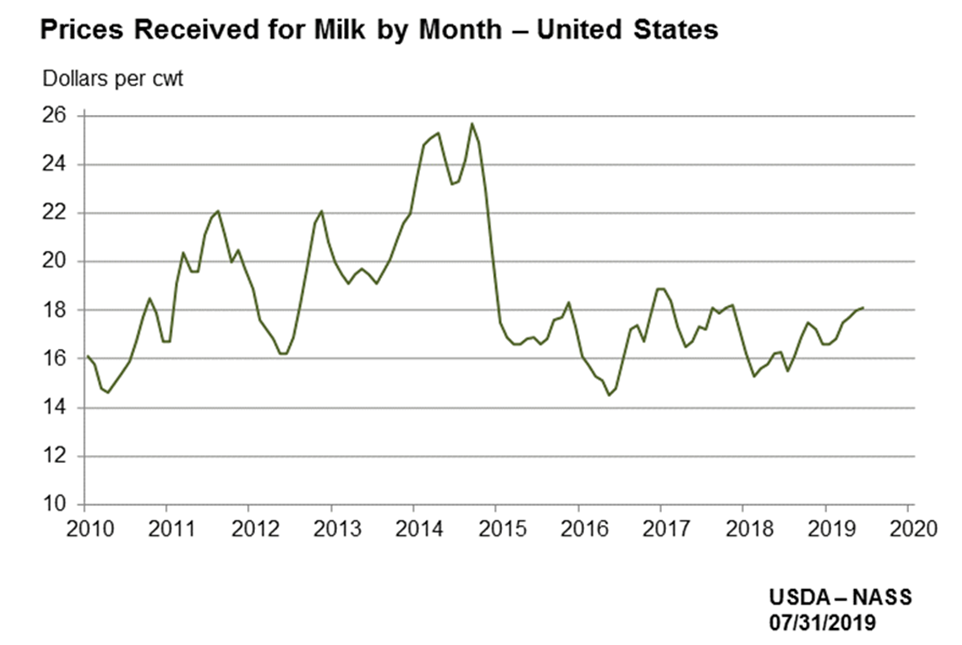 Prices Received for Milk by Month – United States
Dollars per cwt
26
24
22
20
18
16
14
12
10
2010 2011 2012 2013 2014 2015 2016 2017 2018 2019 2020
USDA – NASS
07/31/2019